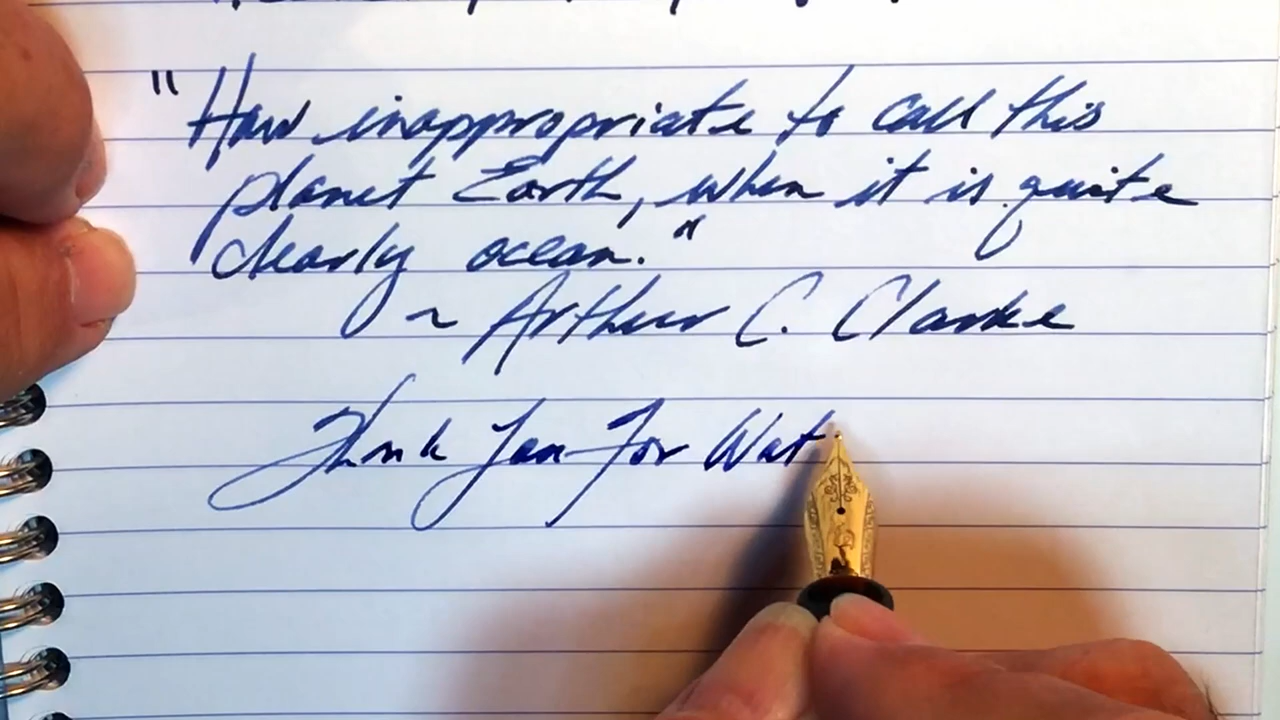 "How inappropriate to call this
planet Earth, when it is quite
clearly ocean."
~ Arthur C. Clarke
Thank You For Wat